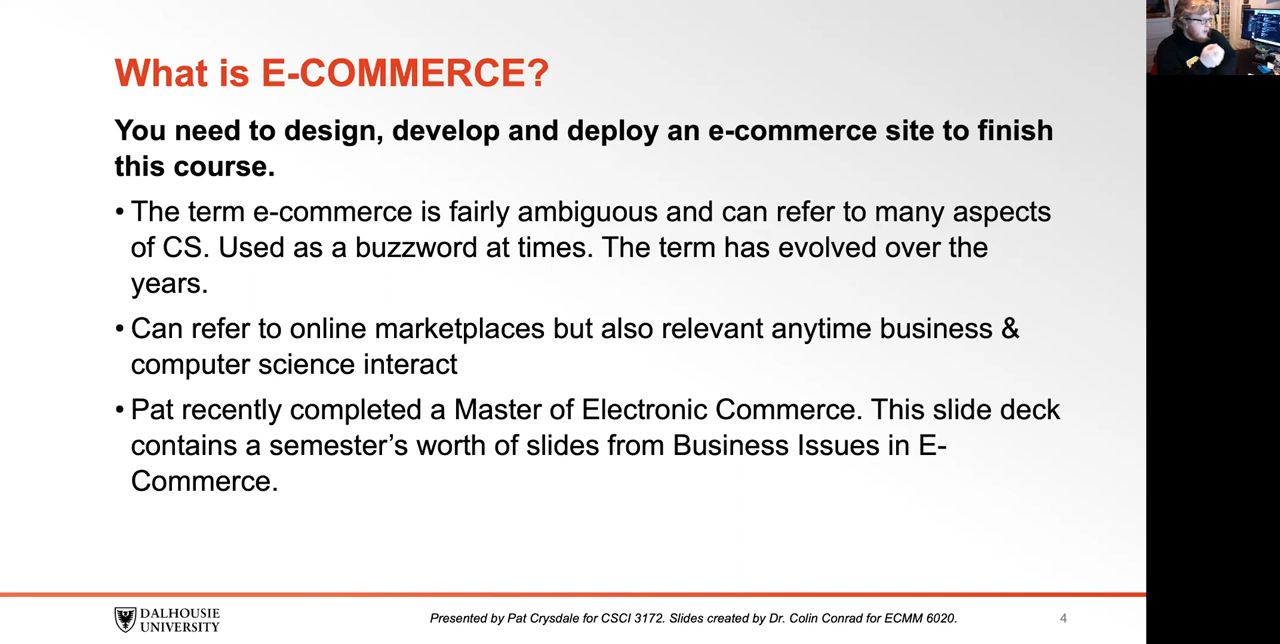 What is E-COMMERCE?
You need to design, develop and deploy an e-commerce site to finish
this course.
• The term e-commerce is fairly ambiguous and can refer to many aspects
of CS. Used as a buzzword at times. The term has evolved over the
years.
• Can refer to online marketplaces but also relevant anytime business &
computer science interact
• Pat recently completed a Master of Electronic Commerce. This slide deck
contains a semester’s worth of slides from Business Issues in E-
Commerce.
DALHOUSIE
UNIVERSITY
Presented by Pat Crysdale for CSCI 3172. Slides created by Dr. Colin Conrad for ECMM 6020.
4